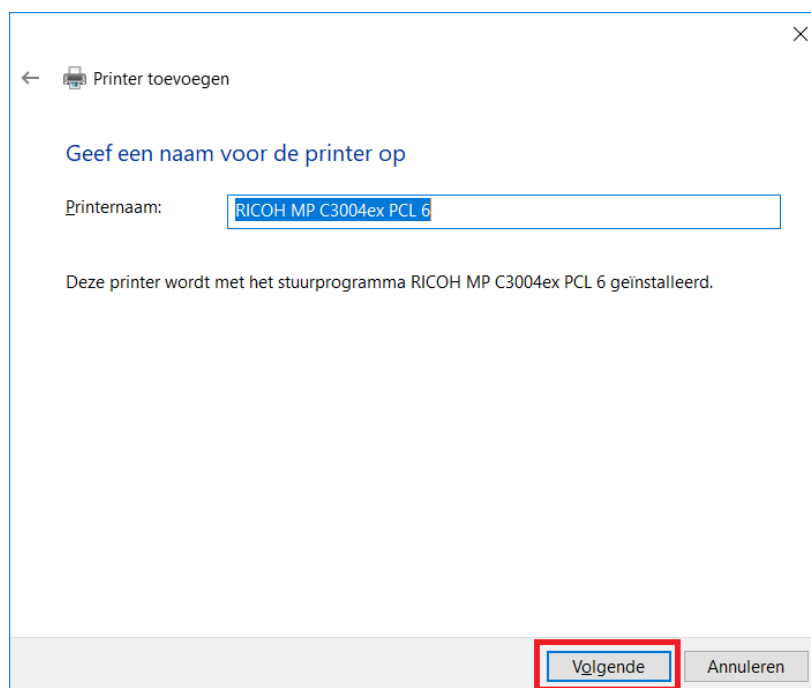 Printer toevoegen
Geef een naam voor de printer op
Printernaam: RICOH MP C3004ex PCL 6
Deze printer wordt met het stuurprogramma RICOH MP C3004ex PCL 6 geïnstalleerd.
Volgende Annuleren